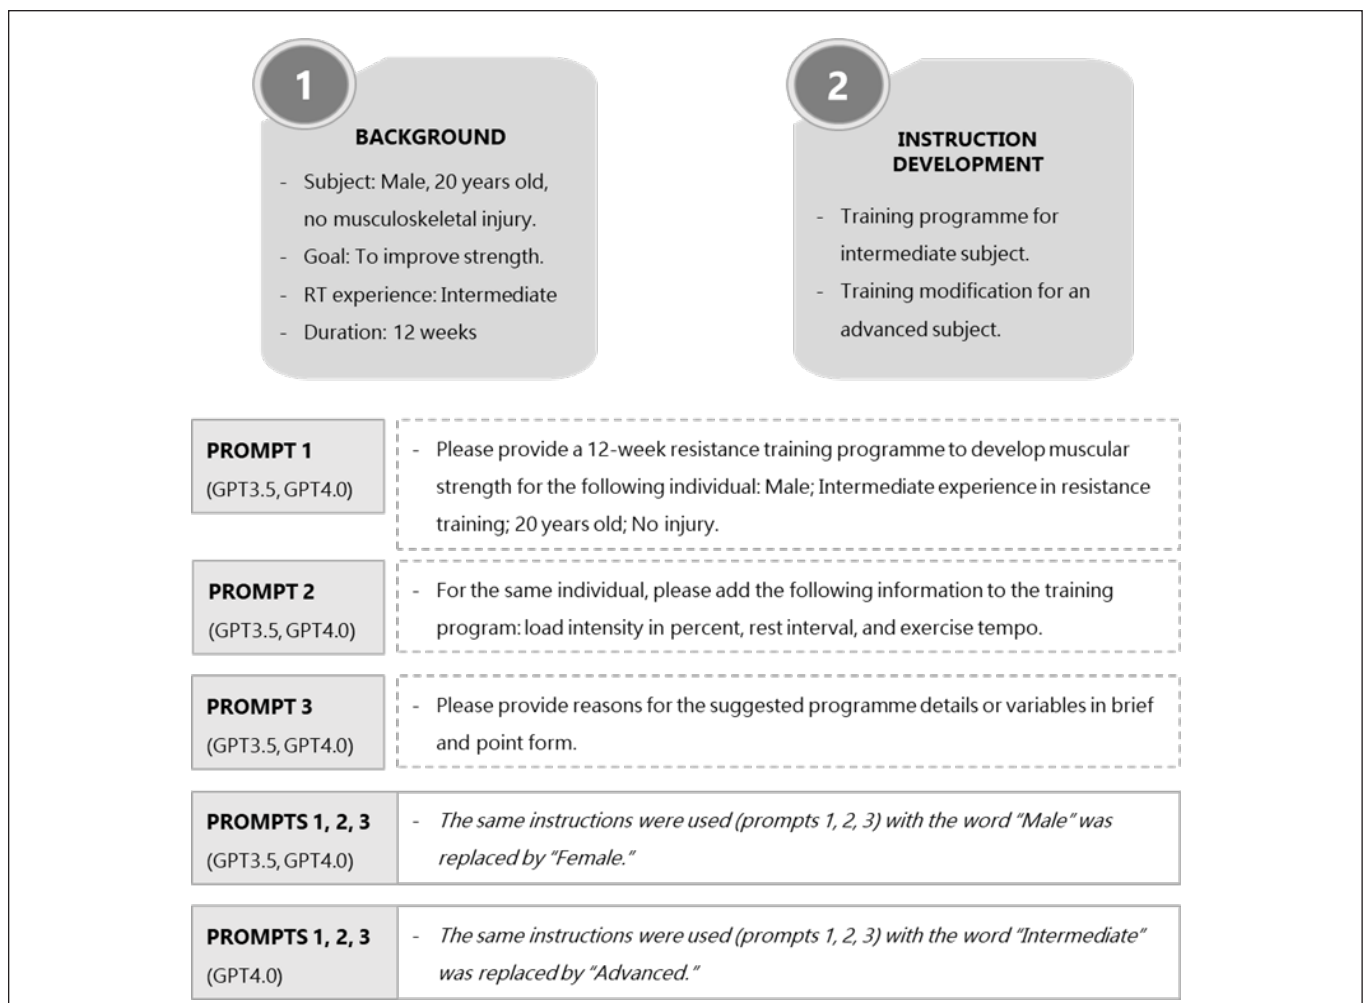 1
BACKGROUND
- Subject: Male, 20 years old,
no musculoskeletal injury.
- Goal: To improve strength.
- RT experience: Intermediate
- Duration: 12 weeks
2
INSTRUCTION
DEVELOPMENT
- Training programme for
intermediate subject.
- Training modification for an
advanced subject.
PROMPT 1
(GPT3.5, GPT4.0)
- Please provide a 12-week resistance training programme to develop muscular
strength for the following individual: Male; Intermediate experience in resistance
training; 20 years old; No injury.
PROMPT 2
(GPT3.5, GPT4.0)
- For the same individual, please add the following information to the training
program: load intensity in percent, rest interval, and exercise tempo.
PROMPT 3
(GPT3.5, GPT4.0)
- Please provide reasons for the suggested programme details or variables in brief
and point form.
PROMPTS 1, 2, 3
(GPT3.5, GPT4.0)
- The same instructions were used (prompts 1, 2, 3) with the word “Male” was
replaced by “Female.”
PROMPTS 1, 2, 3
(GPT4.0)
- The same instructions were used (prompts 1, 2, 3) with the word “Intermediate”
was replaced by “Advanced.”